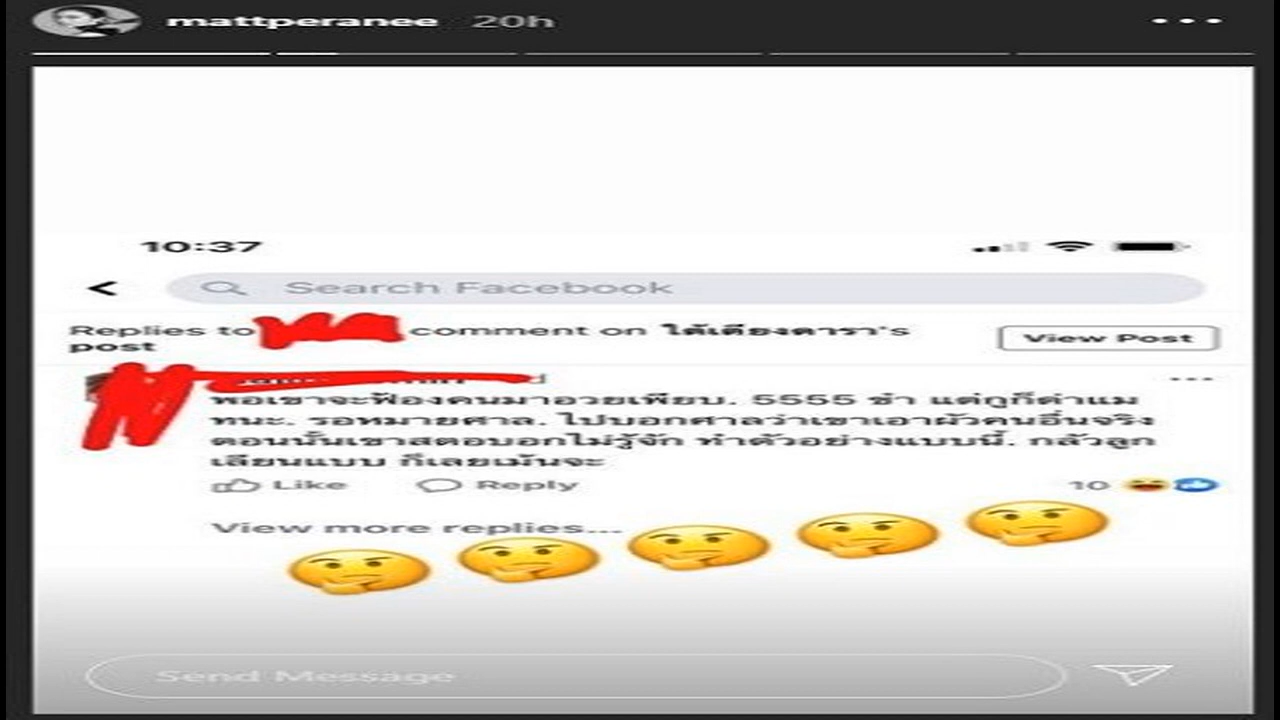 mattperanee 20h
10:37
Search Facebook
Replies to comment on ใต้เตียงดารา's
post
View Post
พอเขาจะฟ้องคนมาอวยเพียบ. 5555 ขำ แต่กูก็ด่าแม
ทนะ. รอหมายศาล. ไปบอกศาลว่าเขาเอาผัวคนอื่นจริง
ตอนนั้นเขาสตอบอกไม่รู้จัก ทำตัวอย่างแบบนี้. กลัวลูก
เลียนแบบ ก็เลยเม้นจะ
Like Reply 10
View more replies...
Send Message